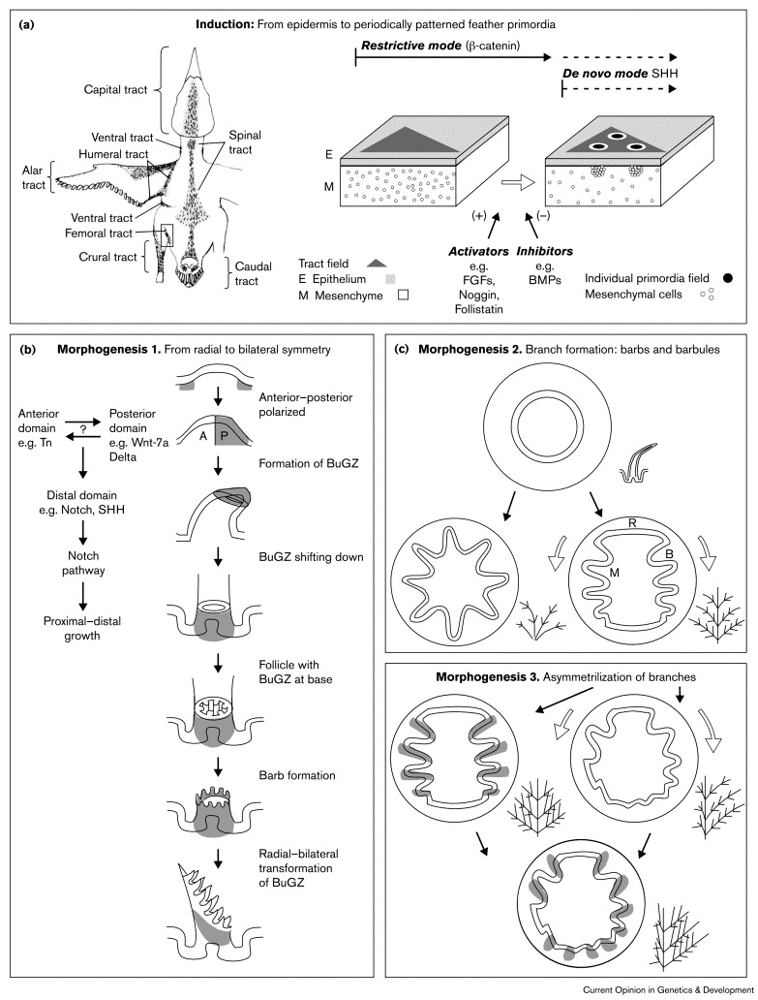 (a)
Induction: From epidermis to periodically patterned feather primordia
Capital tract
Ventral tract
Humeral tract
Alar
tract
Ventral tract
Femoral tract
Crural tract
Spinal
tract
Caudal
tract
Restrictive mode (β-catenin)
De novo mode SHH
E
M
(+)
(–)
Activators
e.g.
FGFs,
Noggin,
Follistatin
Inhibitors
e.g.
BMPs
Tract field
E Epithelium
M Mesenchyme
Individual primordia field
Mesenchymal cells
(b)
Morphogenesis 1. From radial to bilateral symmetry
Anterior–posterior
polarized
Anterior
domain
e.g. Tn
?
Posterior
domain
e.g. Wnt-7a
Delta
A
P
Formation of BuGZ
Distal domain
e.g. Notch, SHH
BuGZ shifting down
Notch
pathway
Proximal–distal
growth
Follicle with
BuGZ at base
Barb formation
Radial–bilateral
transformation
of BuGZ
(c)
Morphogenesis 2. Branch formation: barbs and barbules
R
B
M
Morphogenesis 3. Asymmetrilization of branches
Current Opinion in Genetics & Development